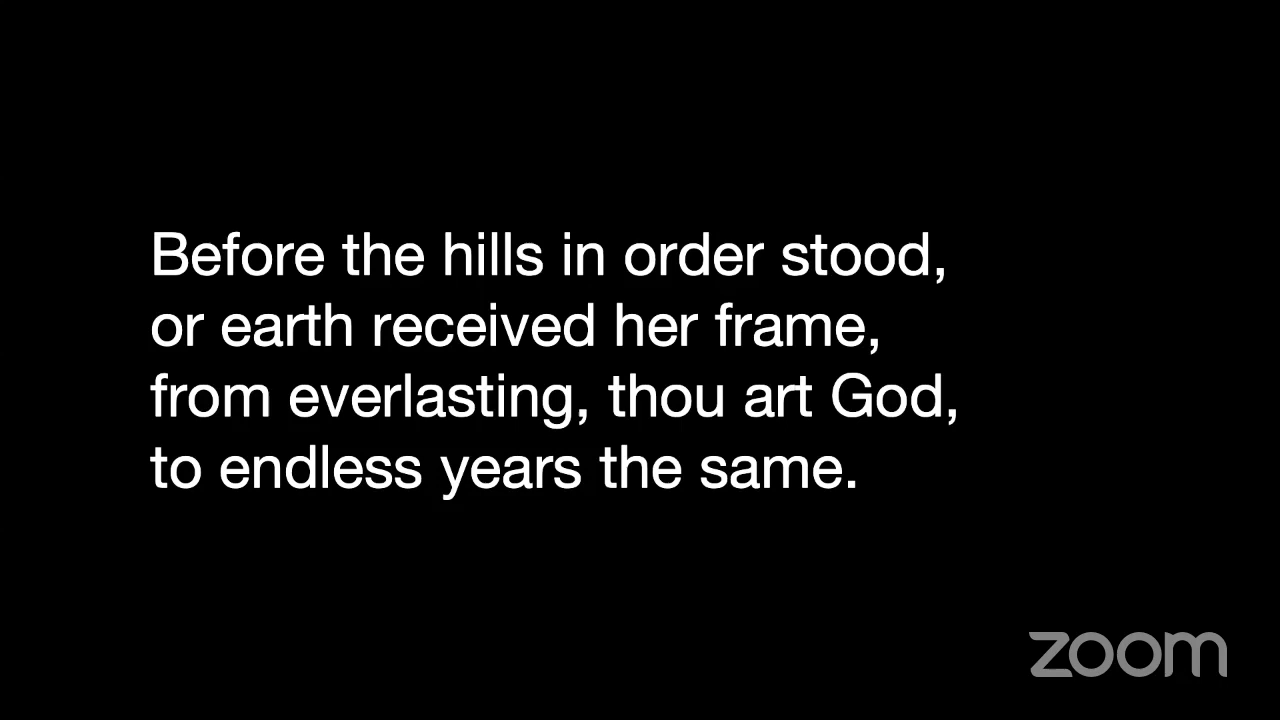 Before the hills in order stood,
or earth received her frame,
from everlasting, thou art God,
to endless years the same.
zoom